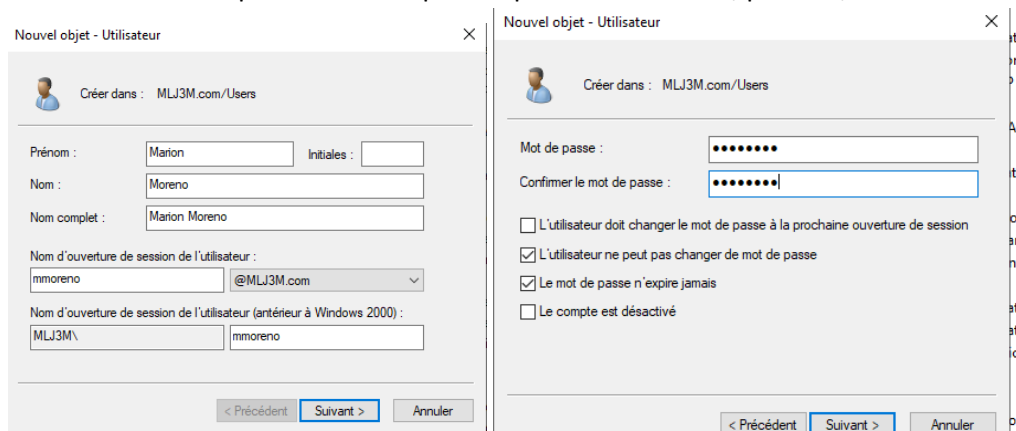 Nouvel objet - Utilisateur
Créer dans : MLJ3M.com/Users
Prénom : Marion Initiales :
Nom : Moreno
Nom complet : Marion Moreno
Nom d'ouverture de session de l'utilisateur :
mmoreno @MLJ3M.com
Nom d'ouverture de session de l'utilisateur (antérieur à Windows 2000) :
MLJ3M\ mmoreno
< Précédent Suivant > Annuler
Nouvel objet - Utilisateur
Créer dans : MLJ3M.com/Users
Mot de passe : ••••••••
Confirmer le mot de passe : ••••••••
L'utilisateur doit changer le mot de passe à la prochaine ouverture de session
L'utilisateur ne peut pas changer de mot de passe
Le mot de passe n'expire jamais
Le compte est désactivé
< Précédent Suivant > Annuler